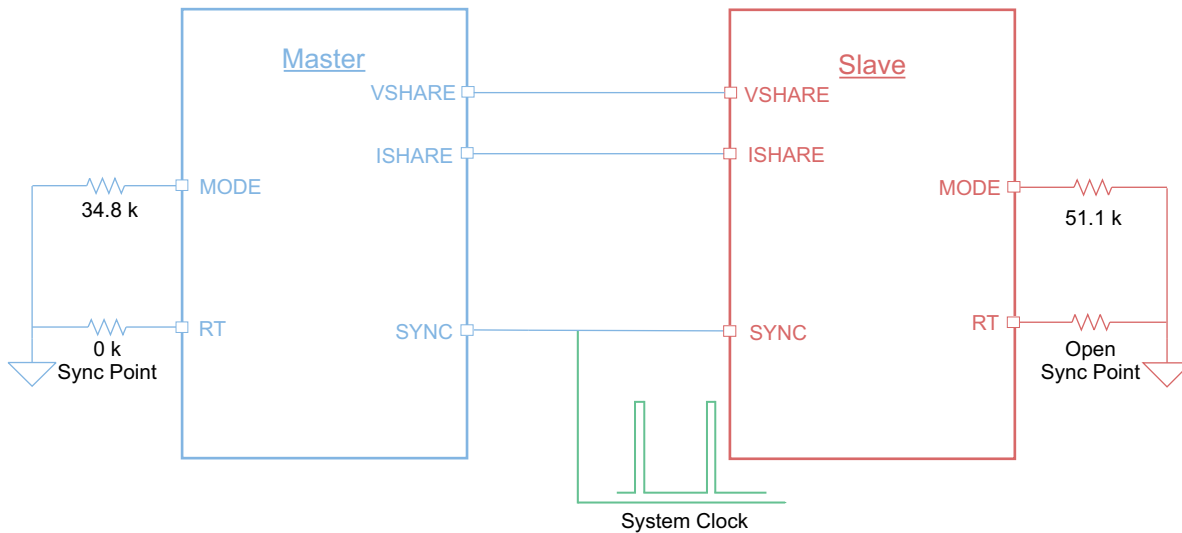 Master
VSHARE
ISHARE
MODE
34.8 k
RT
0 k
Sync Point
SYNC
Slave
VSHARE
ISHARE
MODE
51.1 k
SYNC
RT
Open
Sync Point
System Clock